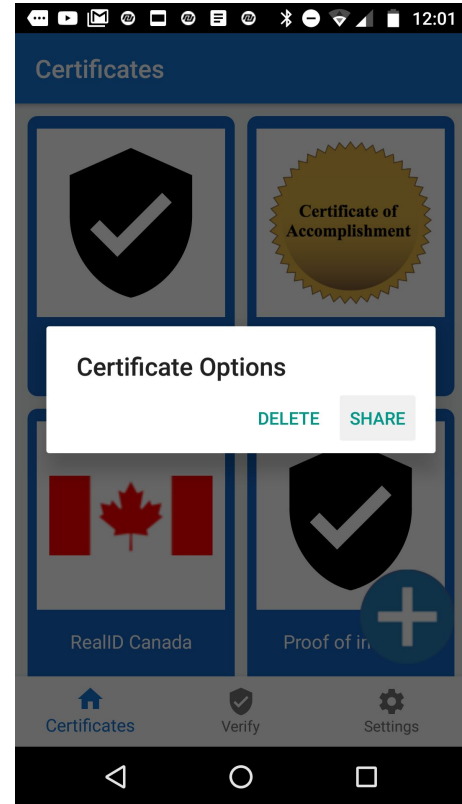 12:01
Certificates
Certificate of
Accomplishment
Certificate Options
DELETE SHARE
RealID Canada
Proof of in
Certificates
Verify
Settings